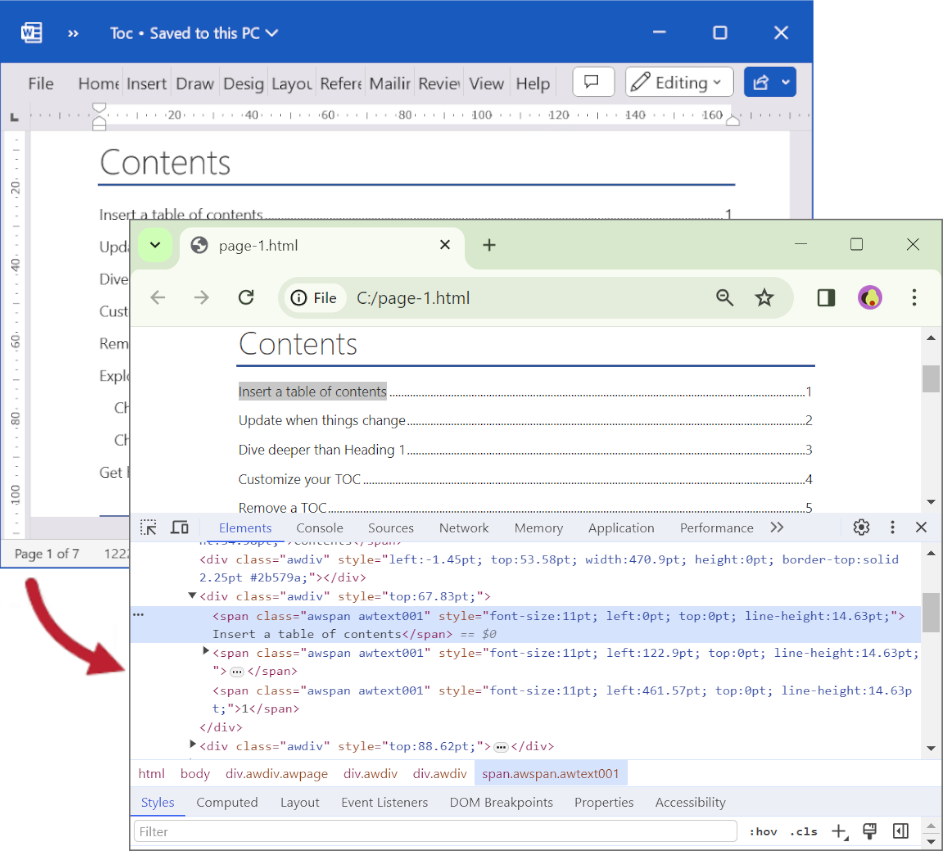 Toc • Saved to this PC
File Home Insert Draw Desig Layou Refere Mailin Review View Help Editing
20 40 60 80 100 120 140 160
Contents
Insert a table of contents 1
Upda
Dive
Cust
Rem
Explo
Ch
Ch
Get
20
40
60
80
100
Page 1 of 7 1222
page-1.html
File C:/page-1.html
Contents
Insert a table of contents 1
Update when things change 2
Dive deeper than Heading 1 3
Customize your TOC 4
Remove a TOC 5
Elements Console Sources Network Memory Application Performance
<div class="awdiv" style="left:-1.45pt; top:53.58pt; width:470.9pt; height:0pt; border-top:solid
2.25pt #2b579a;"></div>
<div class="awdiv" style="top:67.83pt;">
<span class="awspan awtext001" style="font-size:11pt; left:0pt; top:0pt; line-height:14.63pt;">
Insert a table of contents</span> == $0
<span class="awspan awtext001" style="font-size:11pt; left:122.9pt; top:0pt; line-height:14.63pt;
"> … </span>
<span class="awspan awtext001" style="font-size:11pt; left:461.57pt; top:0pt; line-height:14.63p
t;">1</span>
</div>
<div class="awdiv" style="top:88.62pt;"> … </div>
html body div.awdiv.awpage div.awdiv div.awdiv span.awspan.awtext001
Styles Computed Layout Event Listeners DOM Breakpoints Properties Accessibility
Filter :hov .cls